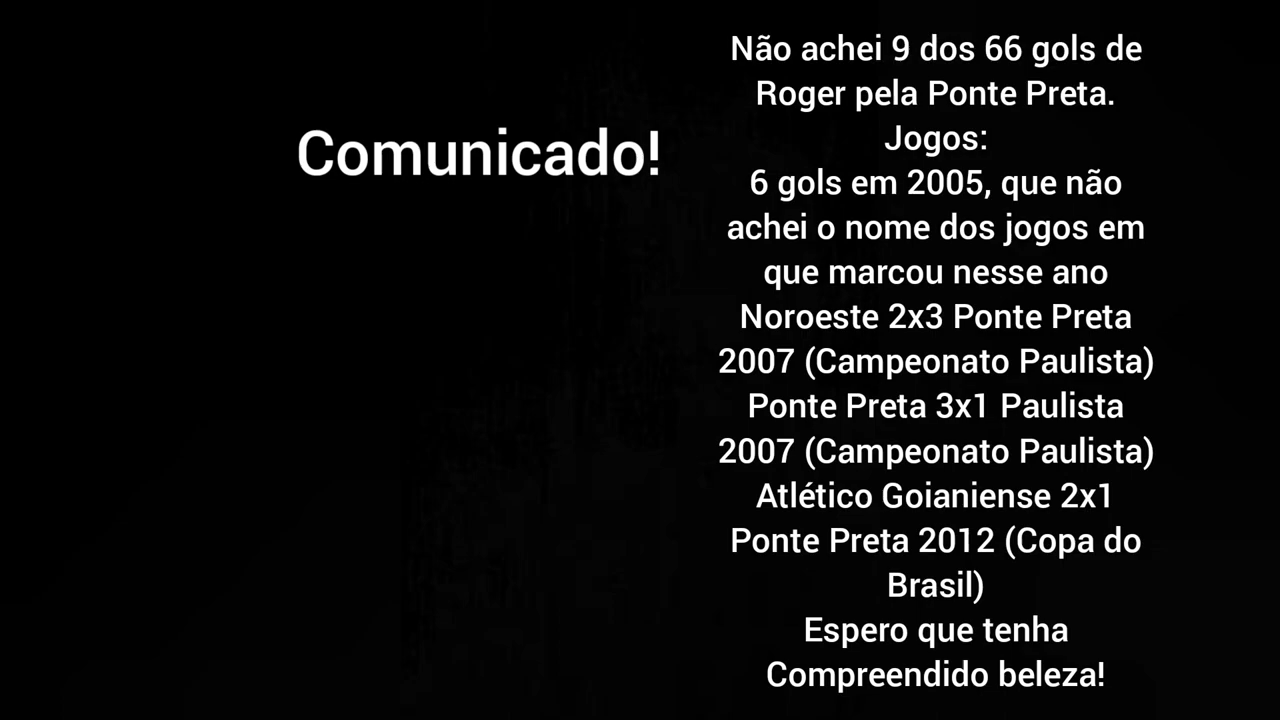 Comunicado!
Não achei 9 dos 66 gols de
Roger pela Ponte Preta.
Jogos:
6 gols em 2005, que não
achei o nome dos jogos em
que marcou nesse ano
Noroeste 2x3 Ponte Preta
2007 (Campeonato Paulista)
Ponte Preta 3x1 Paulista
2007 (Campeonato Paulista)
Atlético Goianiense 2x1
Ponte Preta 2012 (Copa do
Brasil)
Espero que tenha
Compreendido beleza!